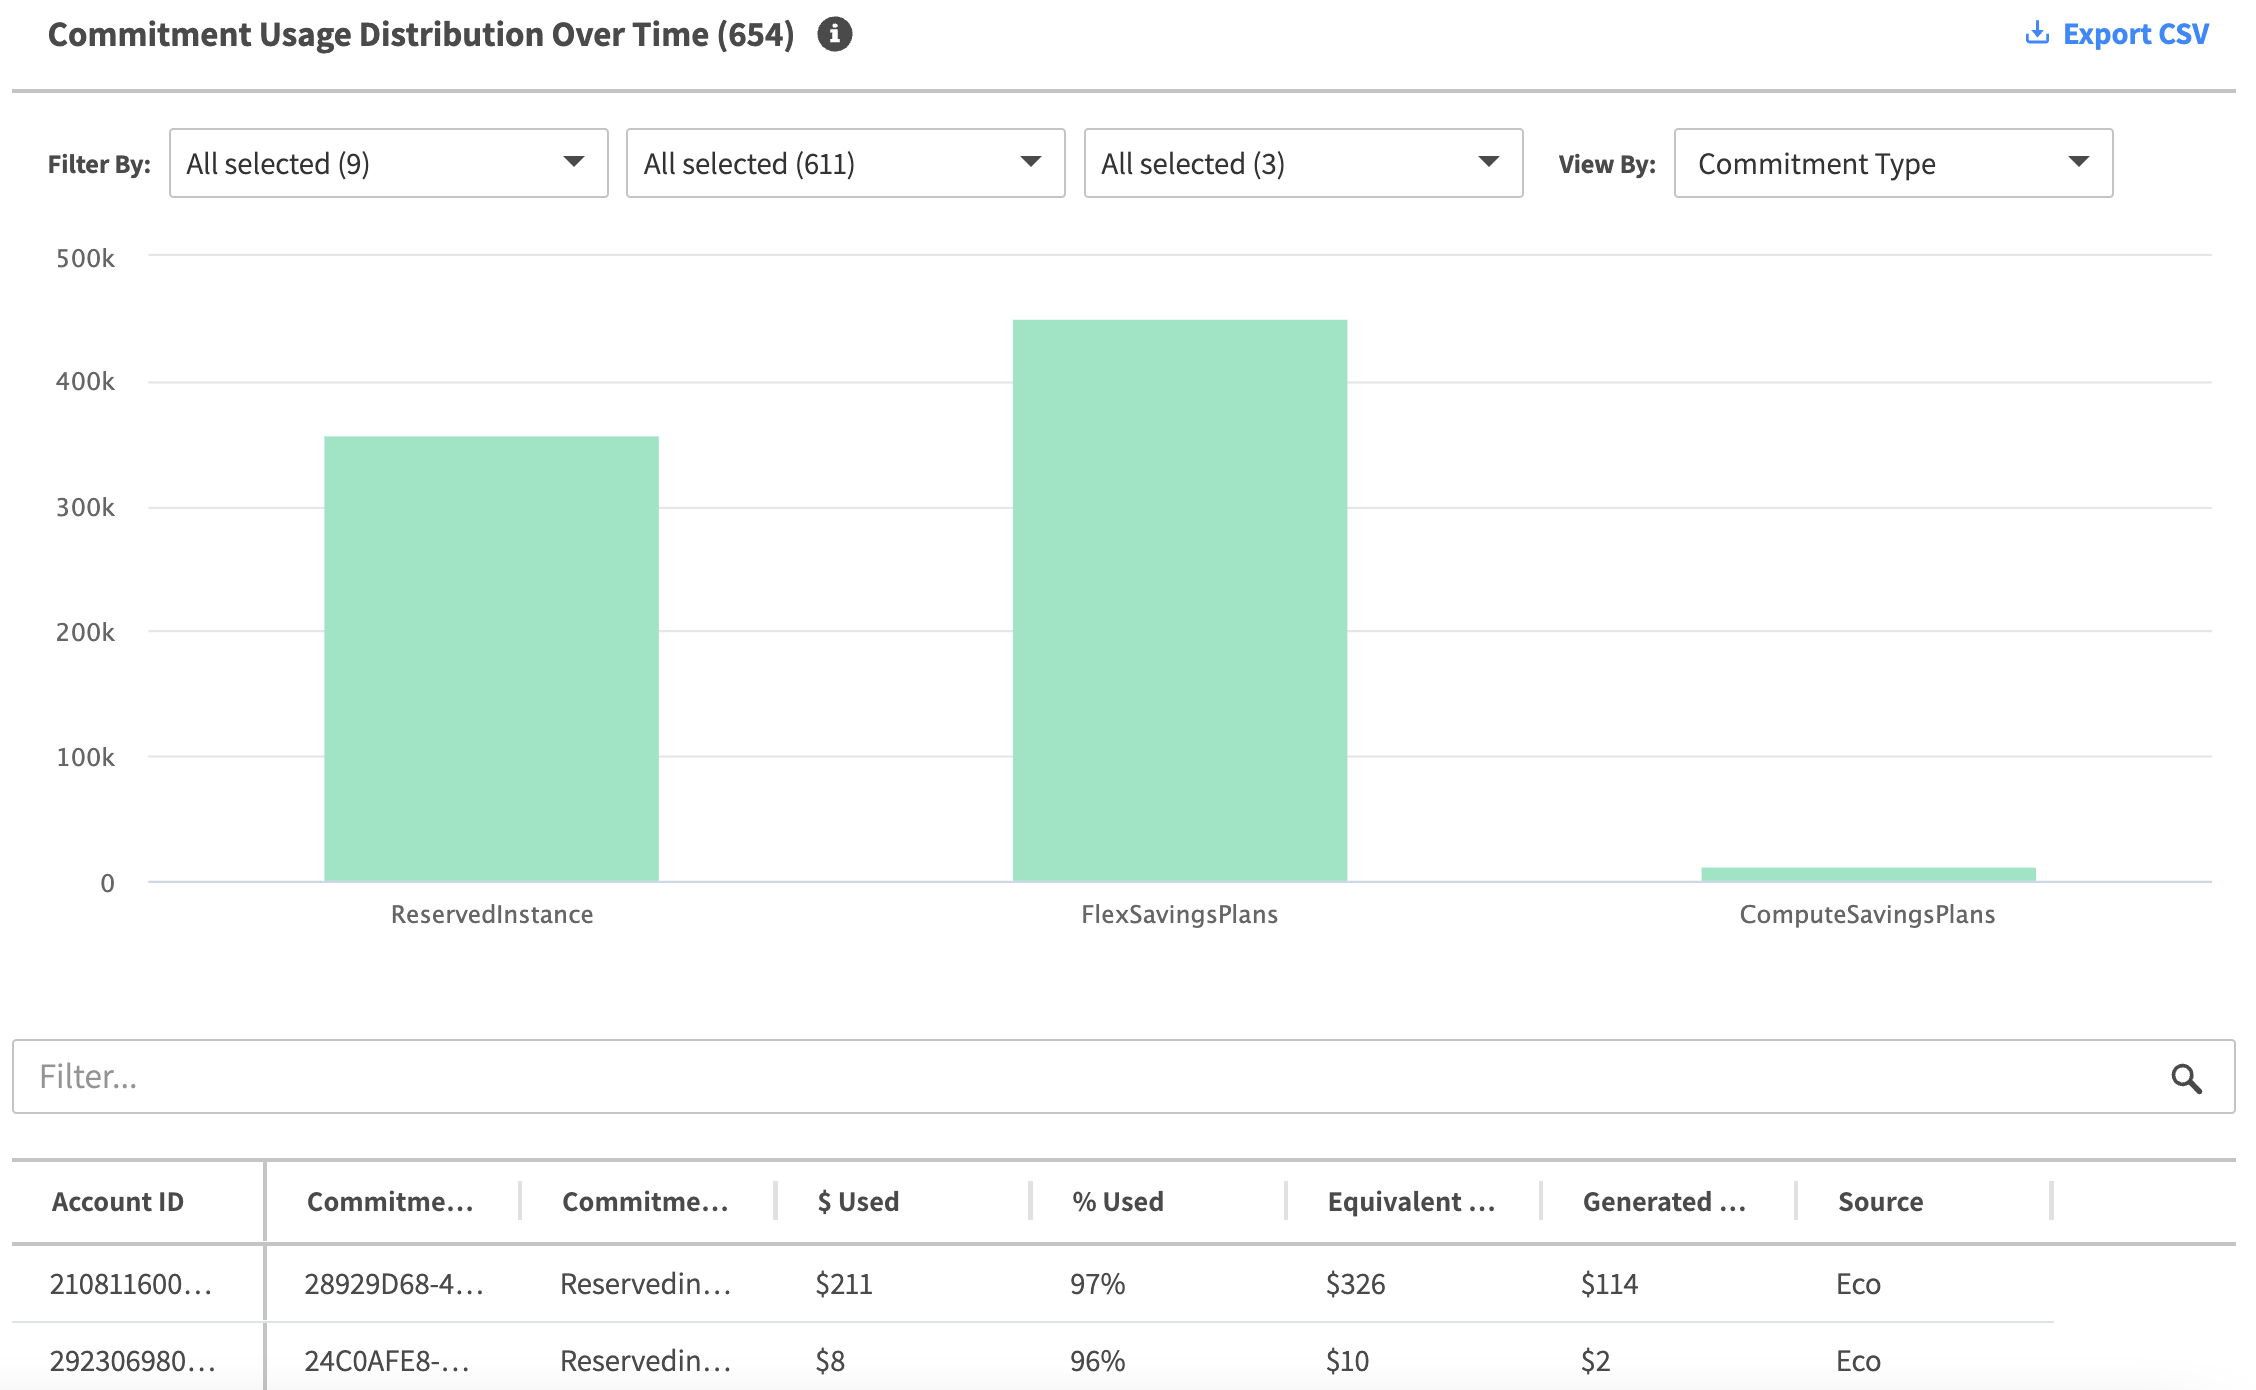 Commitment Usage Distribution Over Time (654)
Export CSV
Filter By: All selected (9) All selected (611) All selected (3) View By: Commitment Type
500k
400k
300k
200k
100k
0
ReservedInstance FlexSavingsPlans ComputeSavingsPlans
Filter...
Account ID Commitme... Commitme... $ Used % Used Equivalent ... Generated ... Source
210811600... 28929D68-4... Reservedin... $211 97% $326 $114 Eco
292306980... 24C0AFE8-... Reservedin... $8 96% $10 $2 Eco